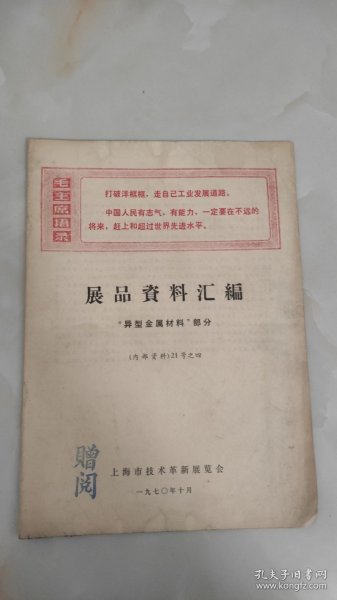 毛主席语录
打破洋框框，走自己工业发展道路。
中国人民有志气，有能力，一定要在不远的
将来，赶上和超过世界先进水平。
展品資料汇編
“异型金属材料”部分
(内部资料)21号之四
赠阅
上海市技术革新展览会
一九七〇年十月
孔夫子旧书网